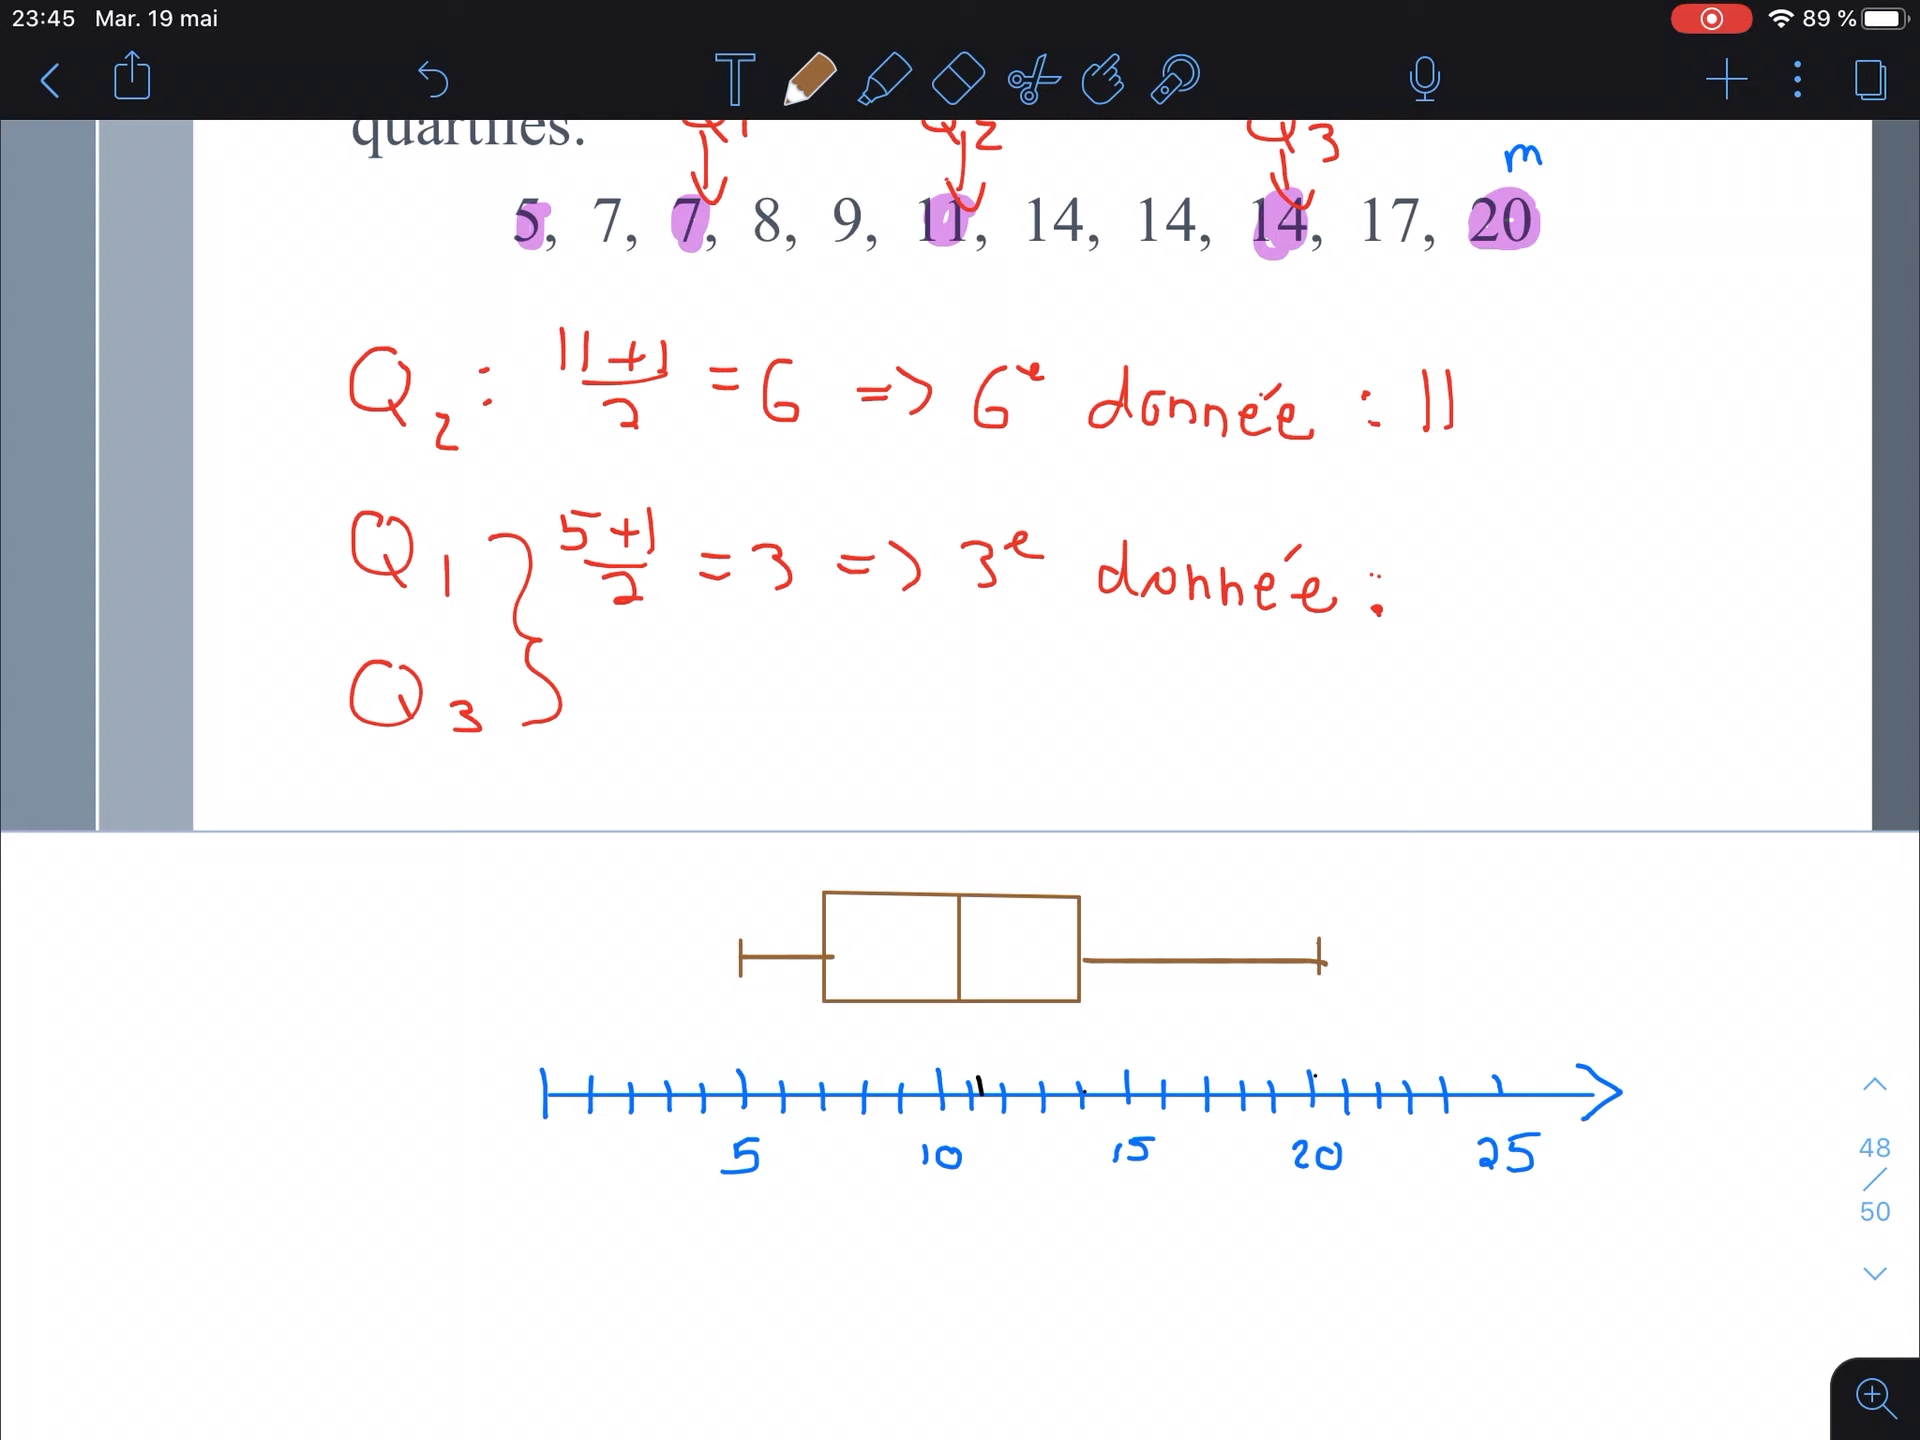 23:45 Mar. 19 mai 89 %
T
quartiles.
Q1 Q2 Q3
m
5, 7, 7, 8, 9, 11, 14, 14, 14, 17, 20
Q2 : 11+1/2 = 6 => 6e donnée : 11
Q1 } 5+1/2 = 3 => 3e donnée :
Q3
5 10 15 20 25
48
/
50